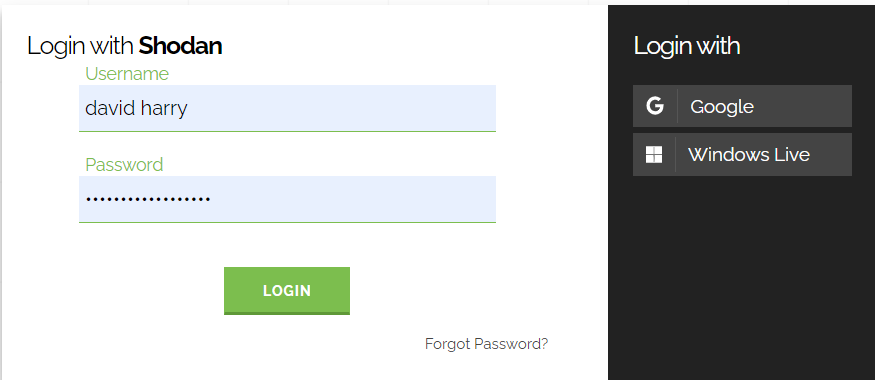 Login with Shodan
Username
david harry
Password
••••••••••••••••••
LOGIN
Forgot Password?
Login with
Google
Windows Live